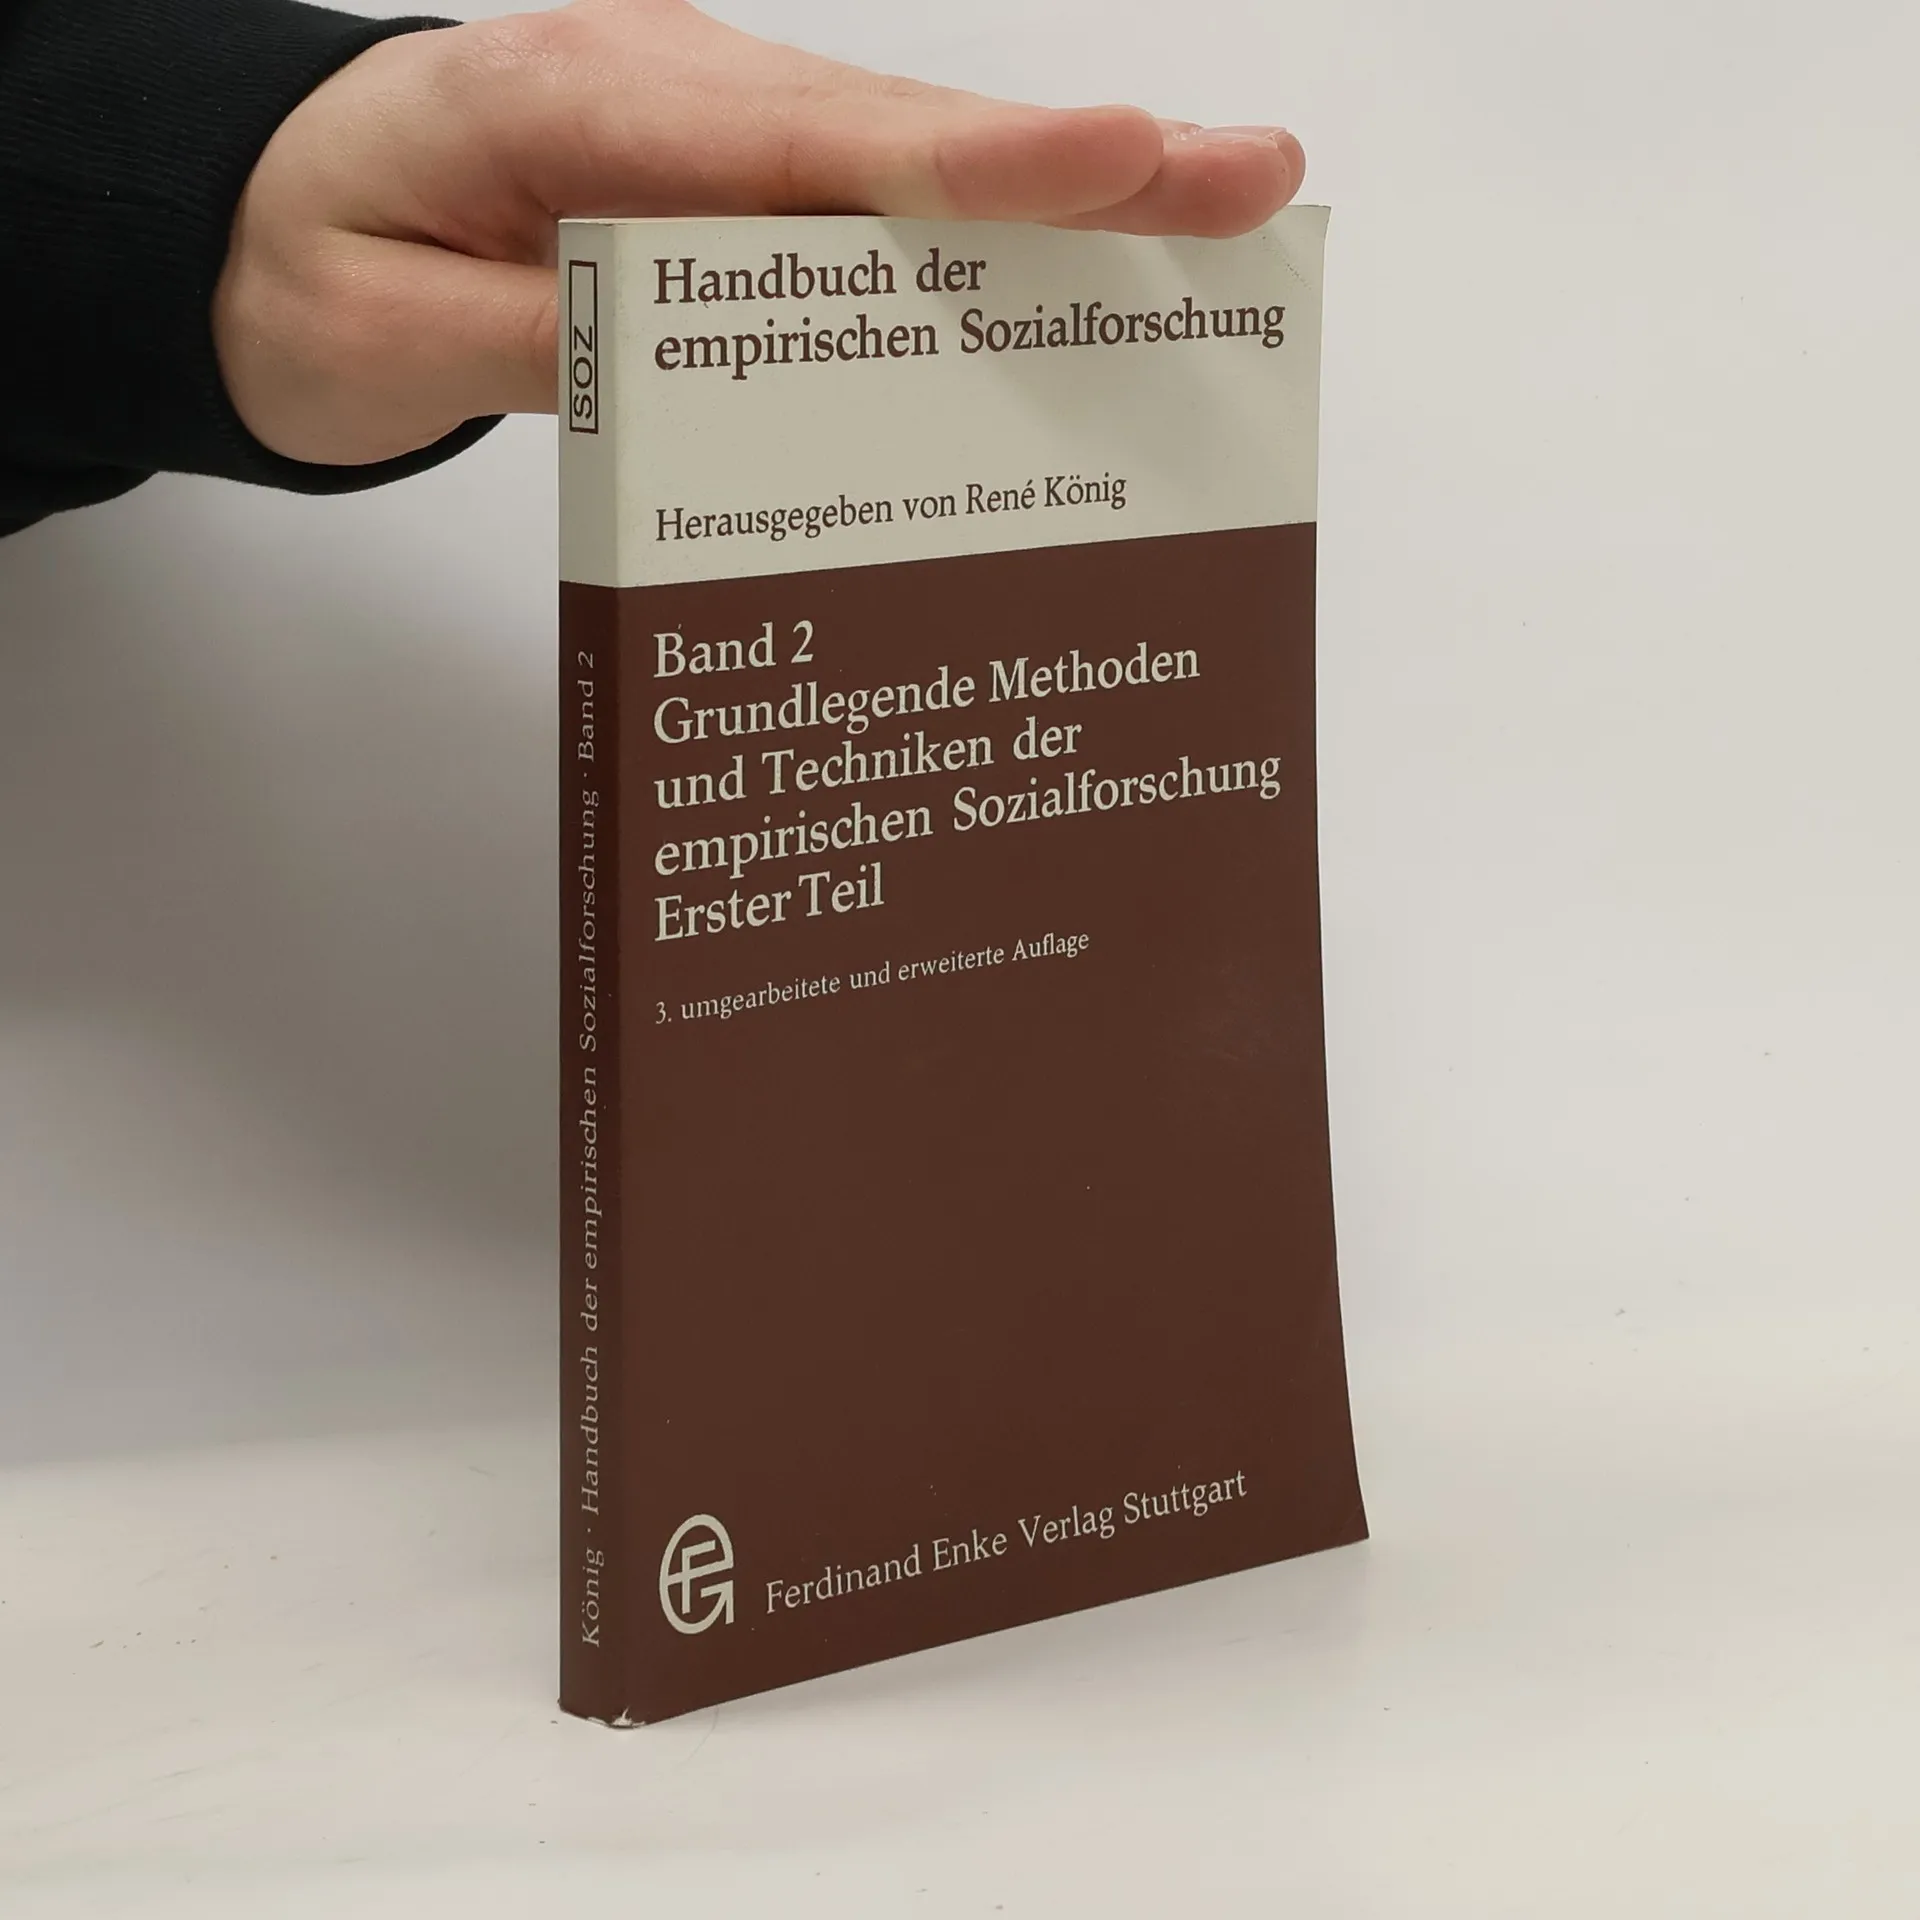 SOZ
König · Handbuch der empirischen Sozialforschung · Band 2
Handbuch der
empirischen Sozialforschung
Herausgegeben von René König
Band 2
Grundlegende Methoden
und Techniken der
empirischen Sozialforschung
Erster Teil
3. umgearbeitete und erweiterte Auflage
Ferdinand Enke Verlag Stuttgart